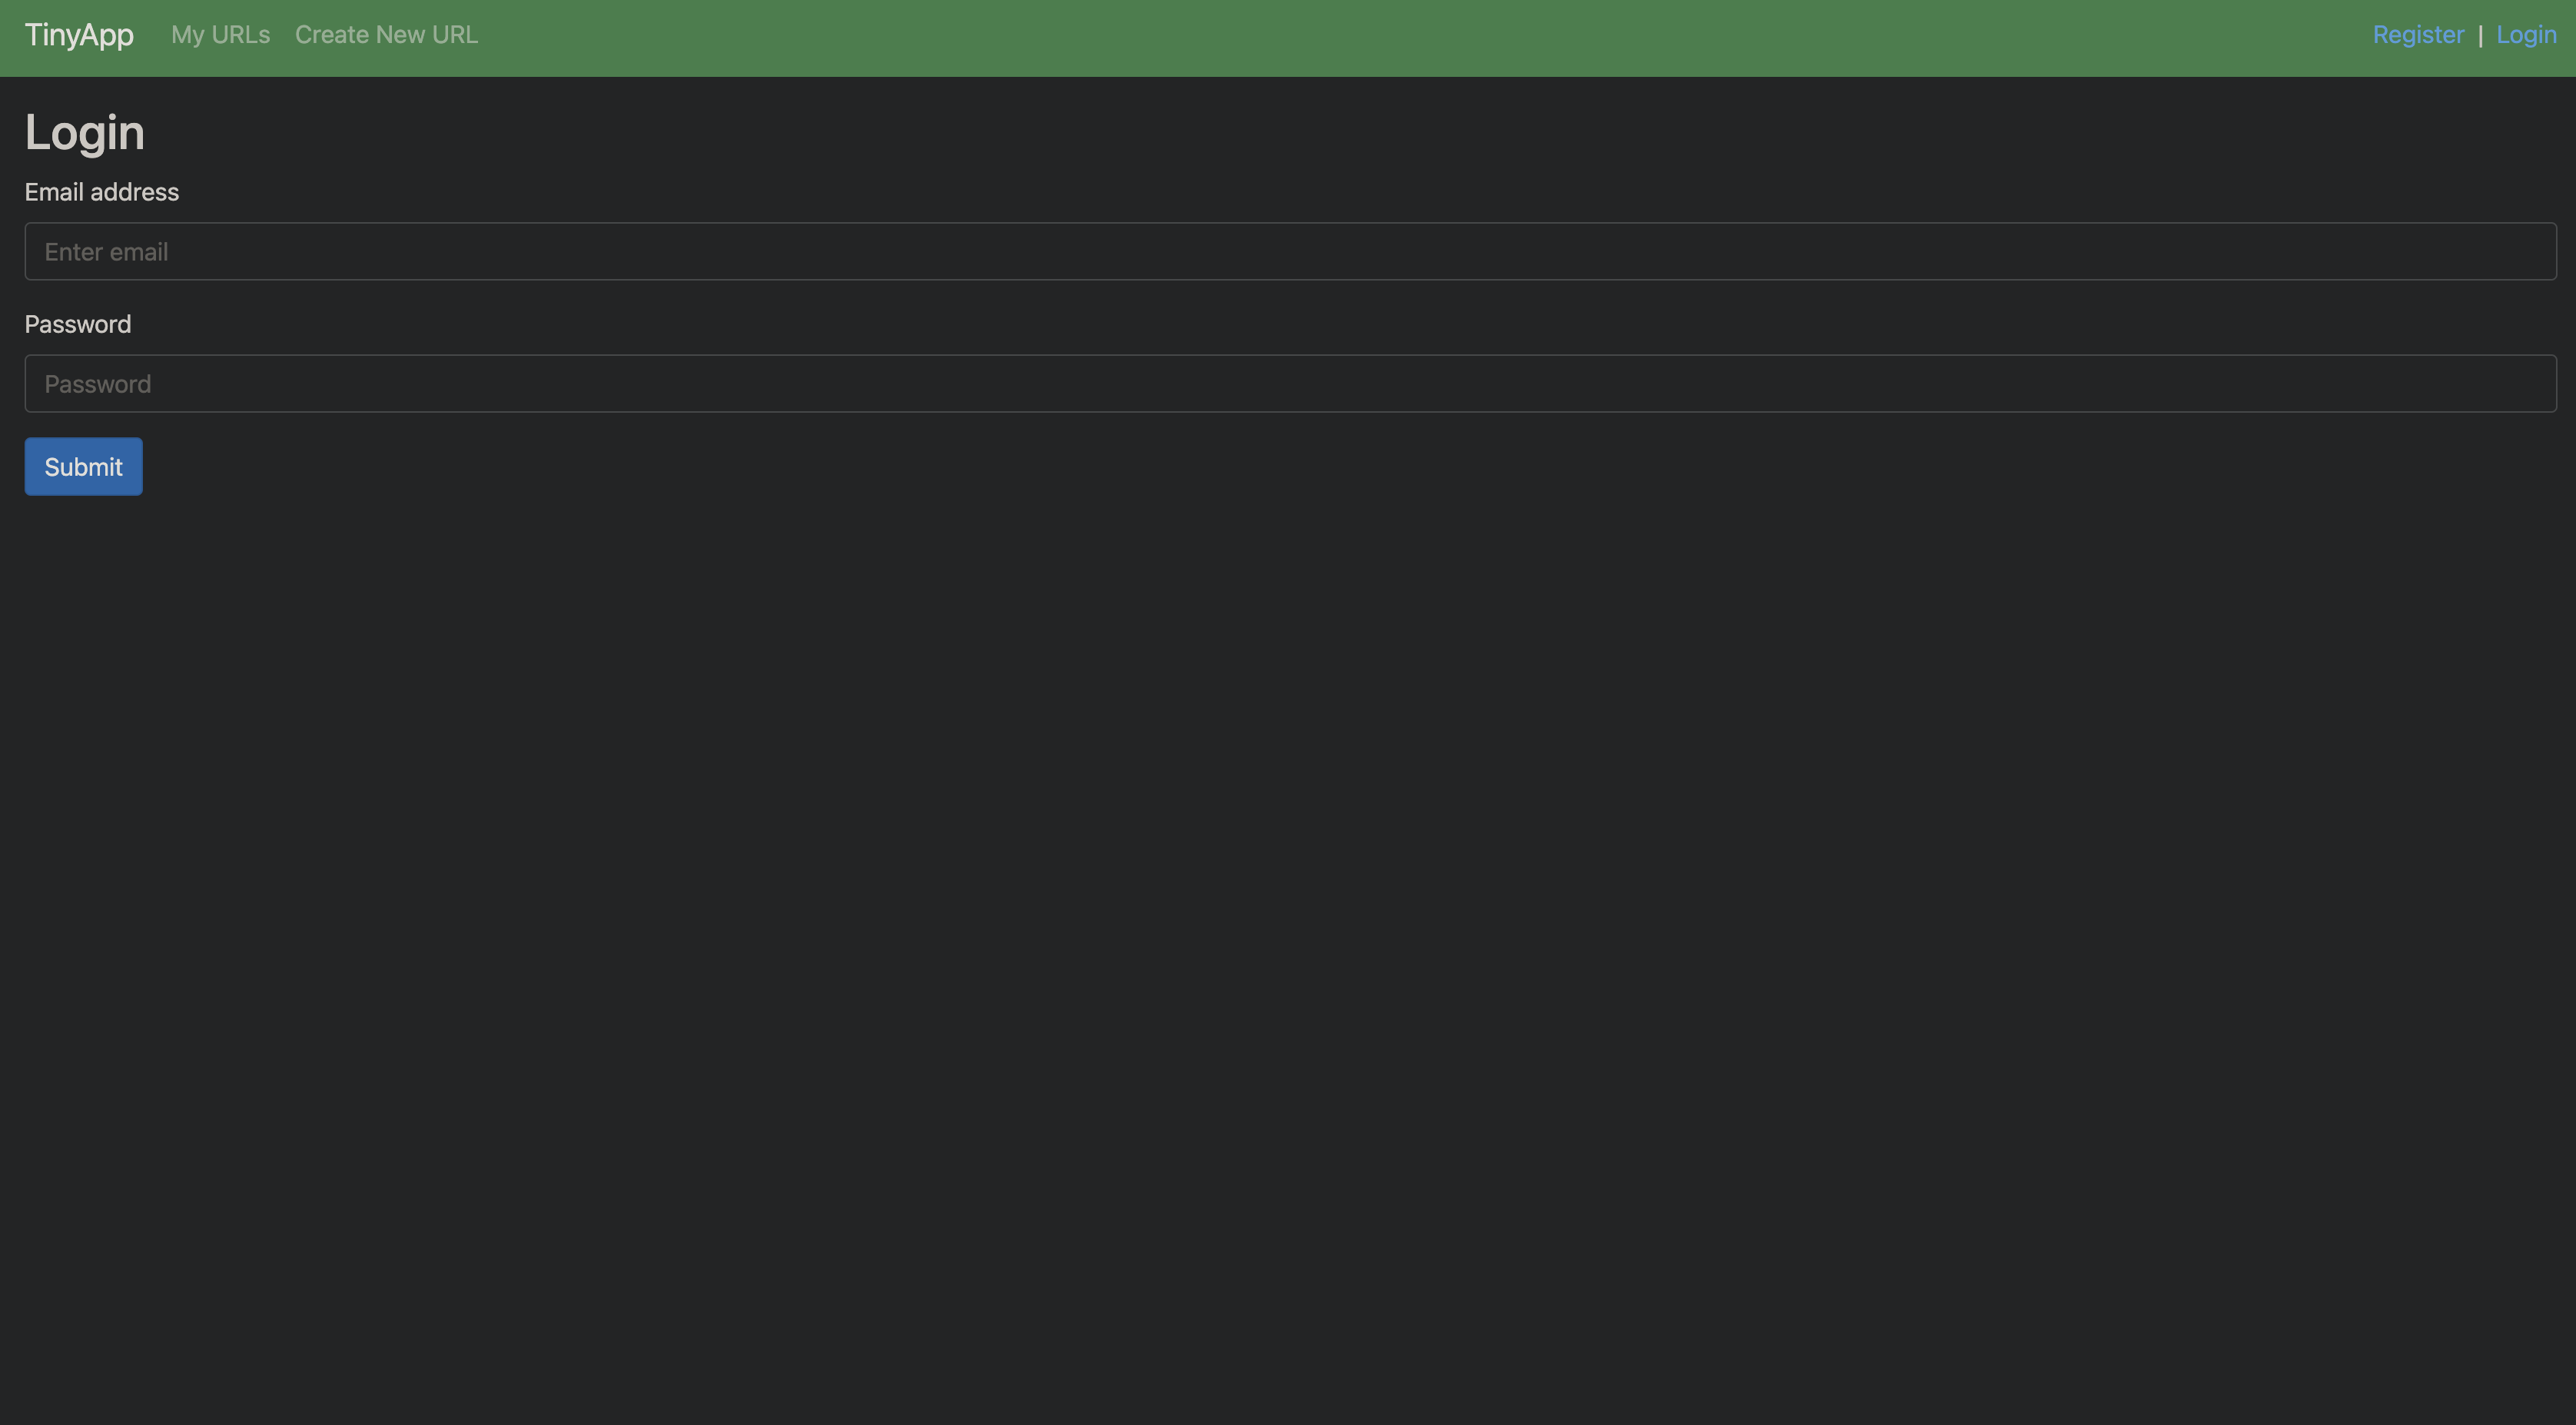 TinyApp My URLs Create New URL Register | Login
Login
Email address
Enter email
Password
Password
Submit